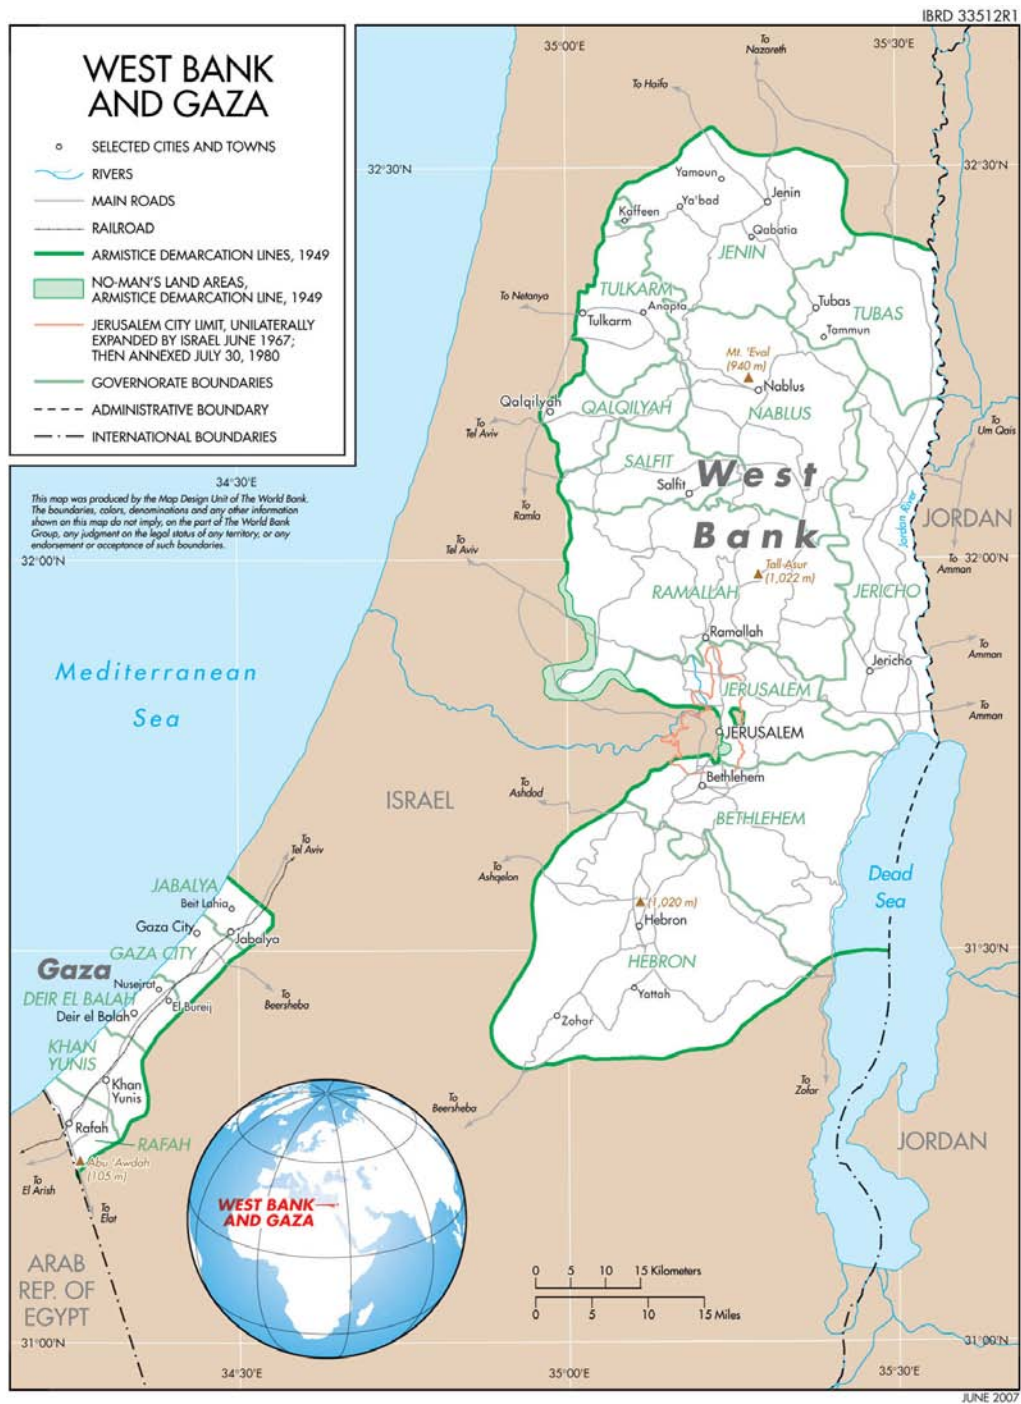 IBRD 33512R1
WEST BANK
AND GAZA
SELECTED CITIES AND TOWNS
RIVERS
MAIN ROADS
RAILROAD
ARMISTICE DEMARCATION LINES, 1949
NO-MAN'S LAND AREAS,
ARMISTICE DEMARCATION LINE, 1949
JERUSALEM CITY LIMIT, UNILATERALLY
EXPANDED BY ISRAEL JUNE 1967;
THEN ANNEXED JULY 30, 1980
GOVERNORATE BOUNDARIES
ADMINISTRATIVE BOUNDARY
INTERNATIONAL BOUNDARIES
This map was produced by the Map Design Unit of The World Bank.
The boundaries, colors, denominations and any other information
shown on this map do not imply, on the part of The World Bank
Group, any judgment on the legal status of any territory, or any
endorsement or acceptance of such boundaries.
35°00'E
35°30'E
To
Nazareth
To Haifa
32°30'N
32°30'N
Yamoun
Ya'bad
Jenin
Kaffeen
Qabatia
JENIN
TULKARM
To Netanya
Anapta
Tulkarm
Tubas
TUBAS
Tammun
Mt. 'Eval
(940 m)
Nablus
Qalqilyah
QALQILYAH
NABLUS
To
Tel Aviv
To
Um Qais
SALFIT
Salfit
West
Bank
34°30'E
To
Ramla
Jordan River
JORDAN
To
Tel Aviv
32°00'N
32°00'N
To
Amman
Tall Asur
(1,022 m)
RAMALLAH
JERICHO
Ramallah
To
Amman
Jericho
Mediterranean
Sea
JERUSALEM
To
Amman
JERUSALEM
Bethlehem
To
Ashdod
ISRAEL
BETHLEHEM
To
Tel Aviv
To
Ashqelon
Dead
Sea
JABALYA
Beit Lahia
(1,020 m)
Gaza City
Hebron
Jabalya
GAZA CITY
31°30'N
Gaza
HEBRON
Nuseirat
DEIR EL BALAH
El Bureij
Yattah
To
Beersheba
Deir el Balah
Zohar
KHAN
YUNIS
Khan
Yunis
To
Zofar
To
Beersheba
Rafah
RAFAH
JORDAN
Abu 'Awdah
(105 m)
To
El Arish
To
Elat
WEST BANK
AND GAZA
ARAB
REP. OF
EGYPT
0 5 10 15 Kilometers
0 5 10 15 Miles
31°00'N
31°00'N
34°30'E
35°00'E
35°30'E
JUNE 2007